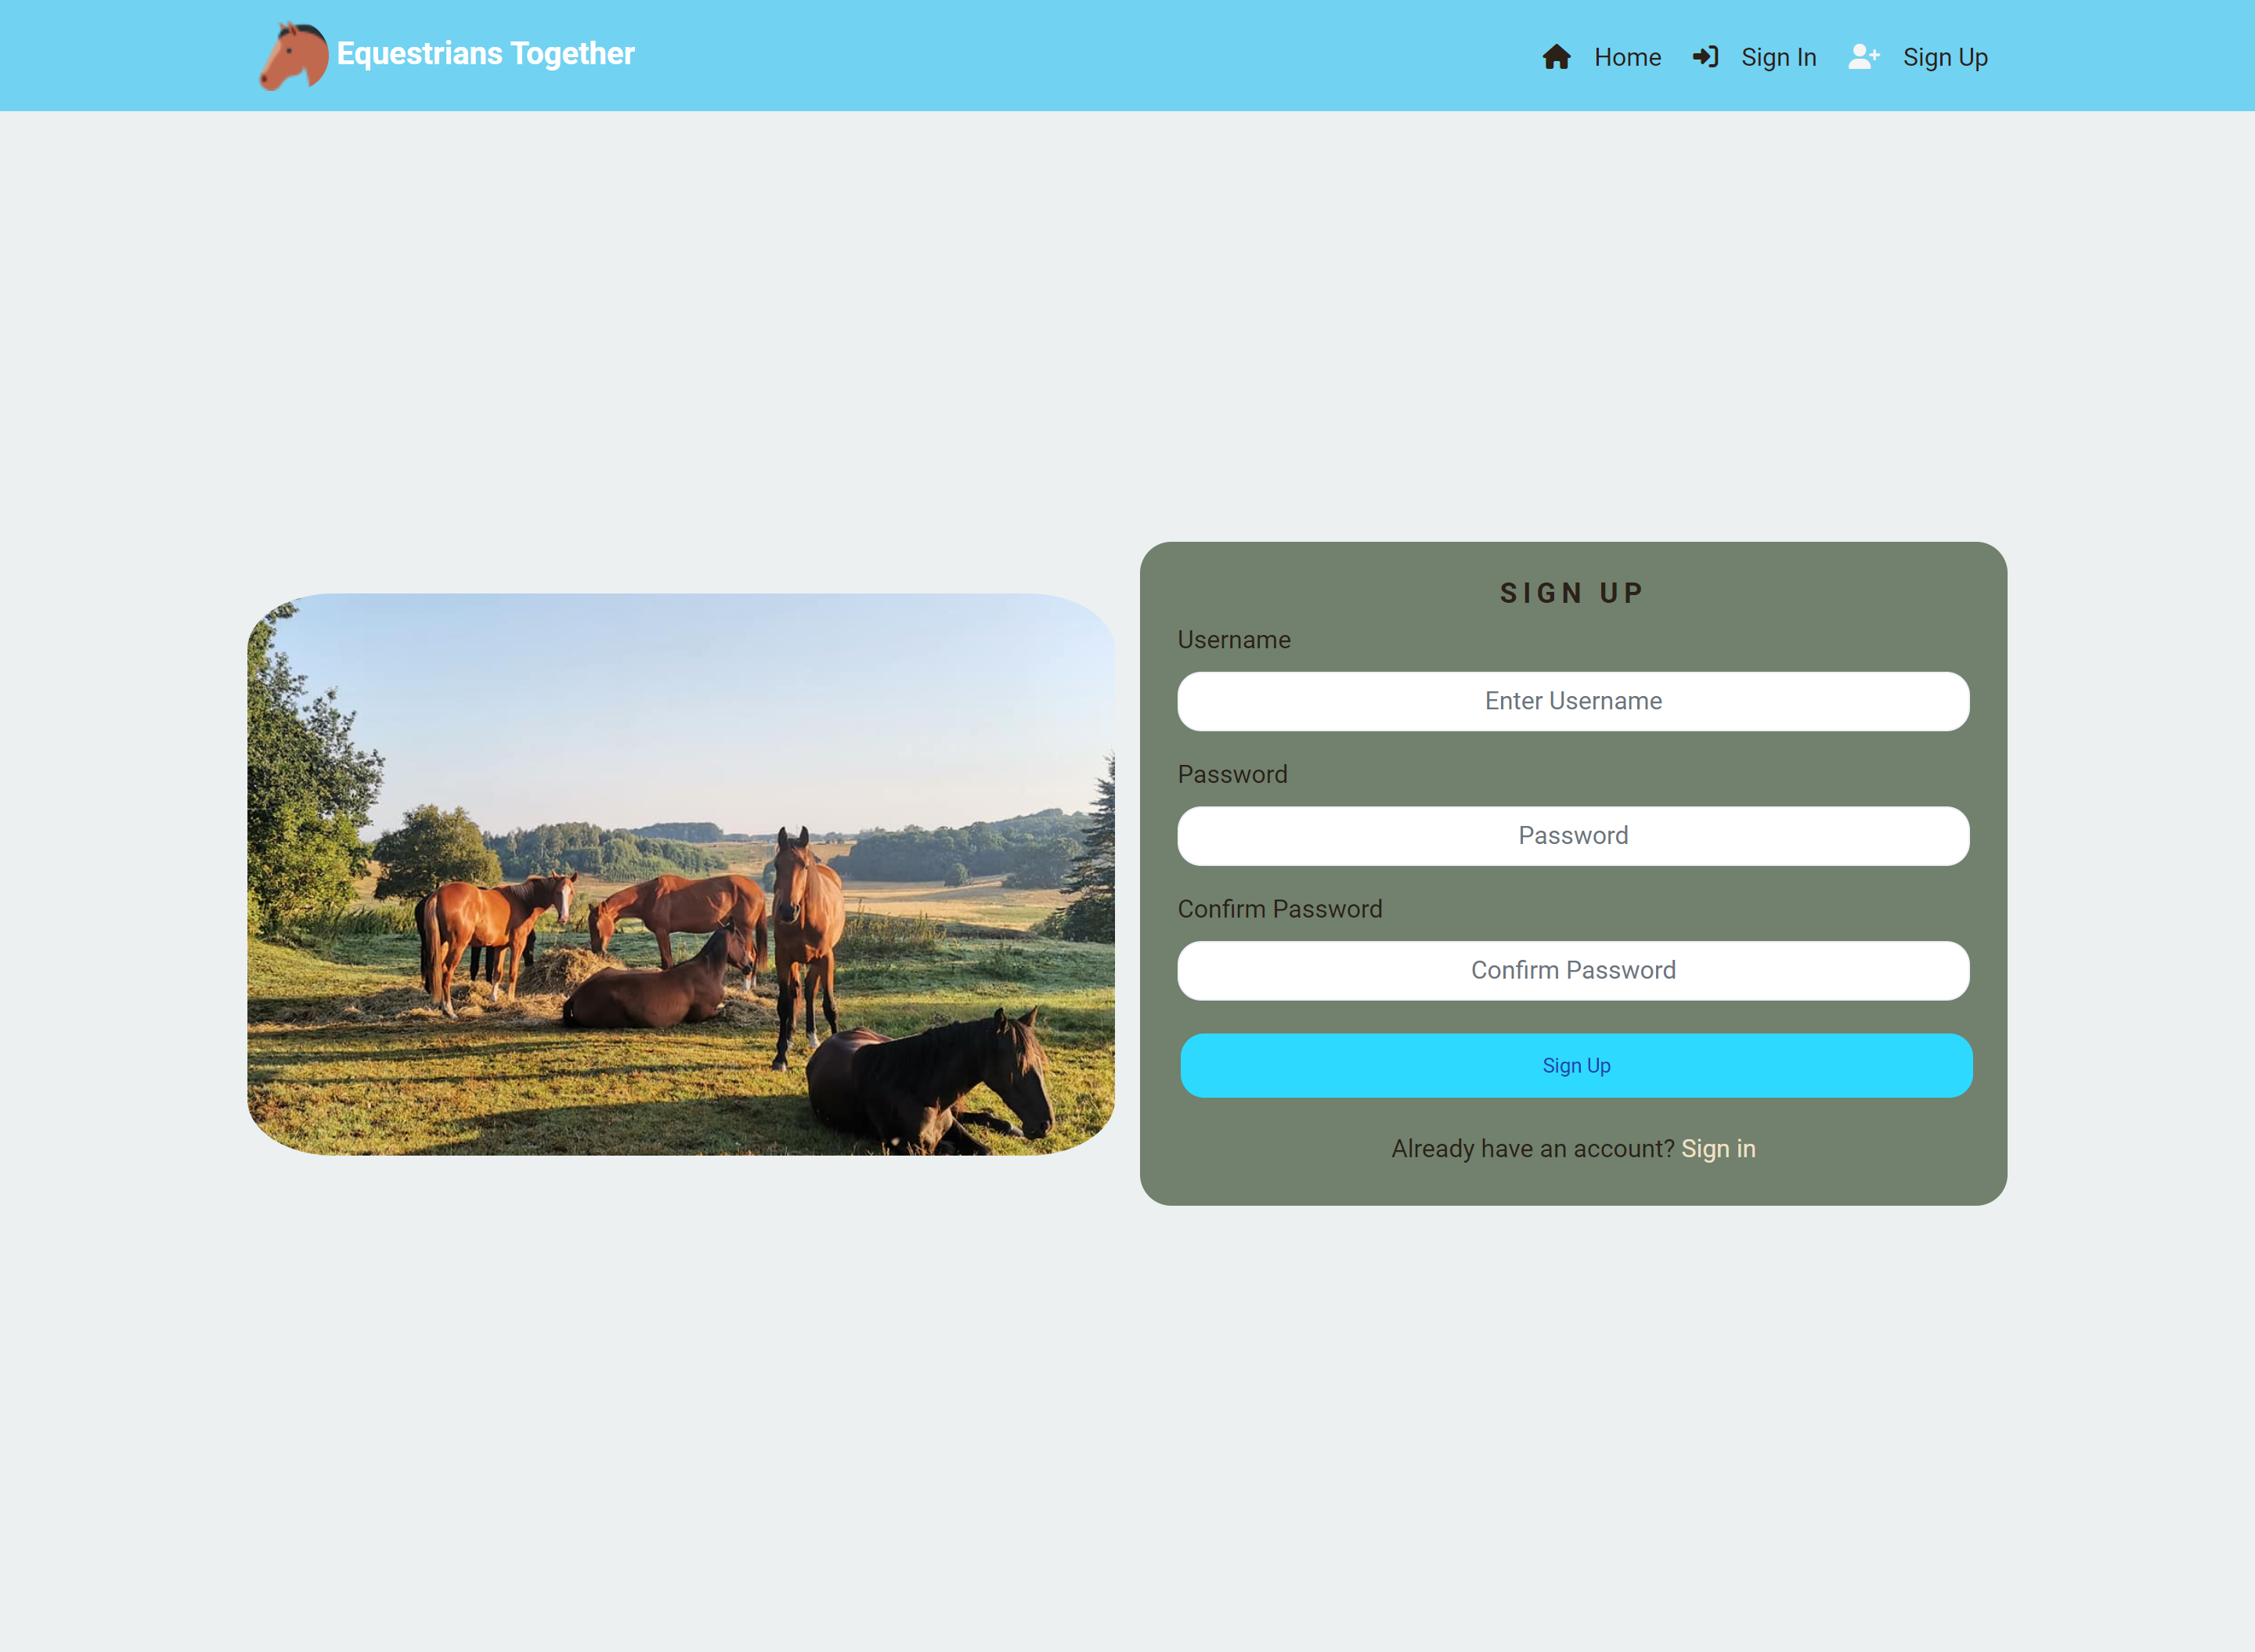 Equestrians Together
Home
Sign In
Sign Up
SIGN UP
Username
Enter Username
Password
Password
Confirm Password
Confirm Password
Sign Up
Already have an account? Sign in